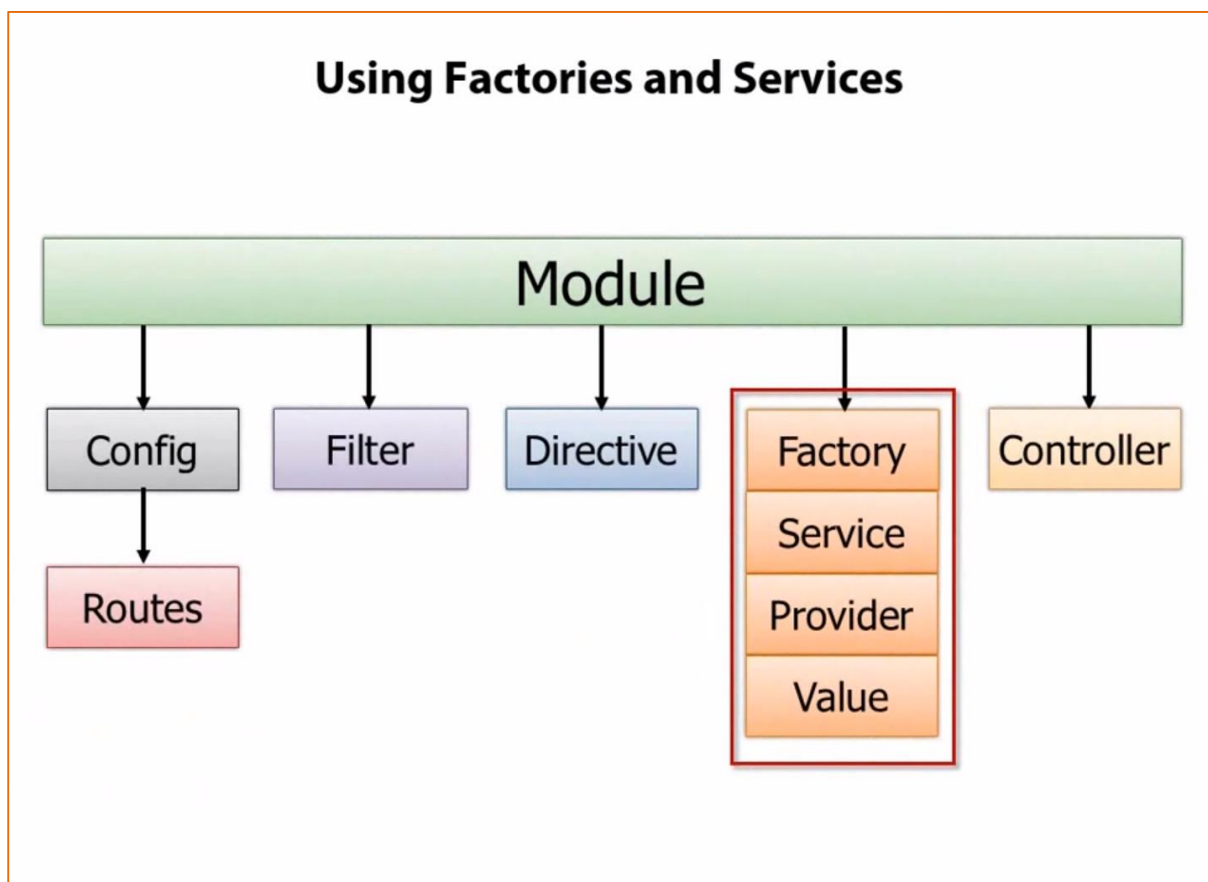 Using Factories and Services
Module
Config
Filter
Directive
Factory
Controller
Service
Routes
Provider
Value